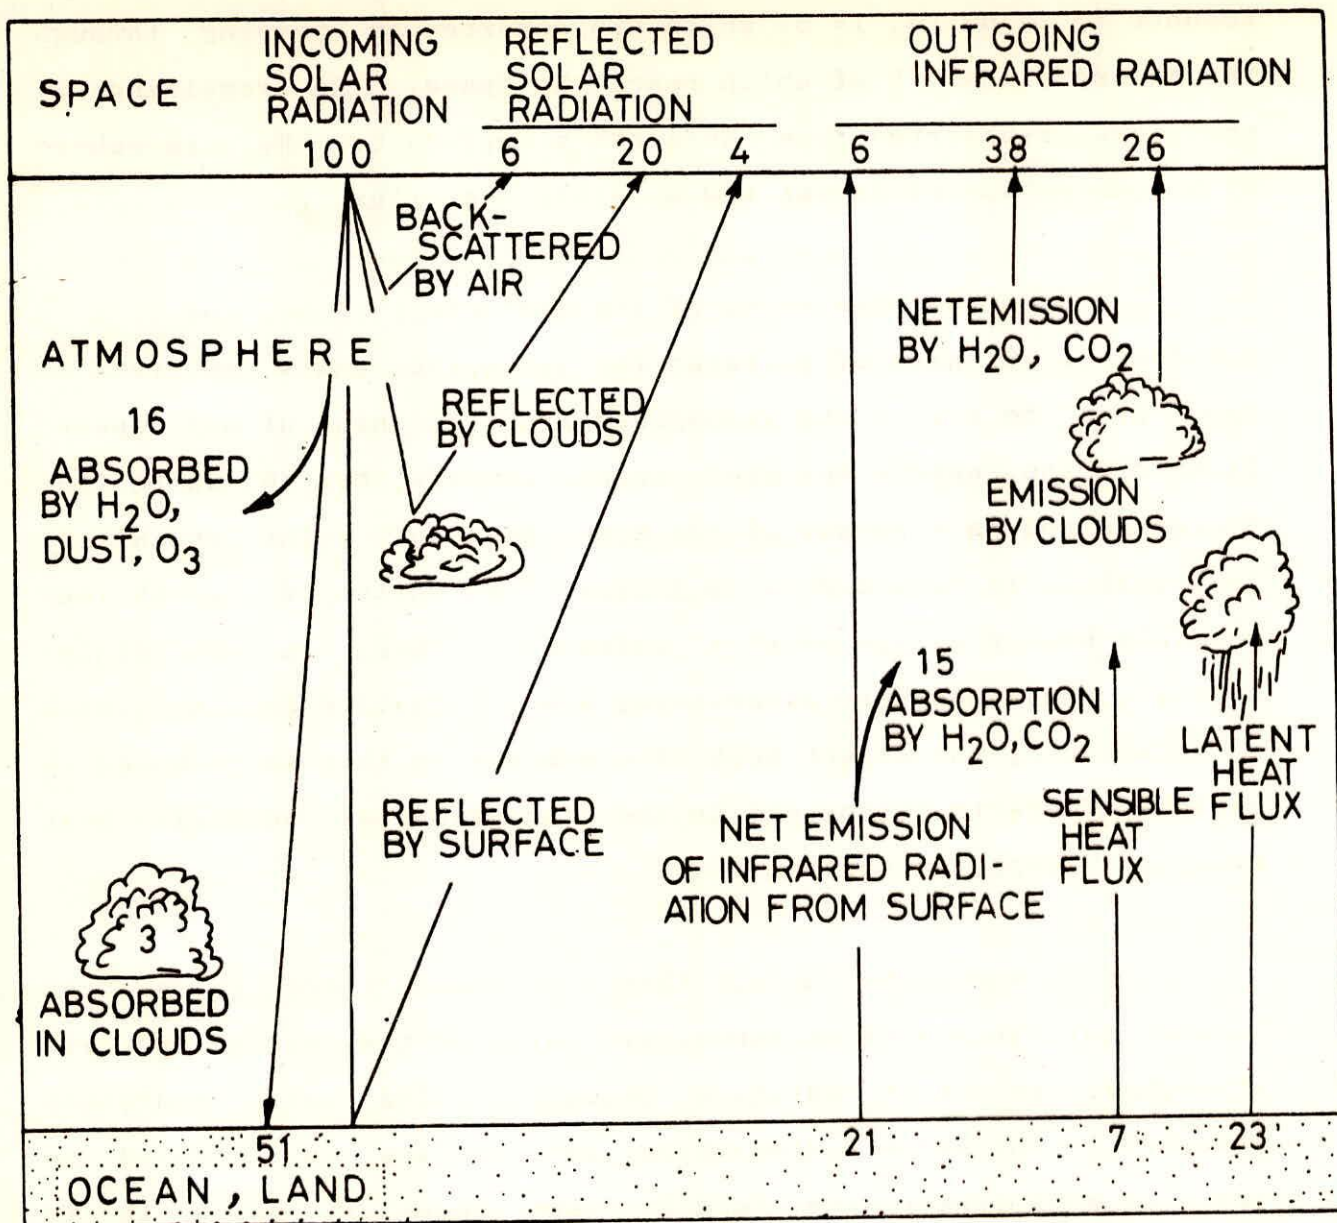 SPACE
INCOMING
SOLAR
RADIATION
100
REFLECTED
SOLAR
RADIATION
6 20 4
OUT GOING
INFRARED RADIATION
6 38 26
BACK-
SCATTERED
BY AIR
ATMOSPHERE
16
ABSORBED
BY H2O,
DUST, O3
REFLECTED
BY CLOUDS
NETEMISSION
BY H2O, CO2
EMISSION
BY CLOUDS
15
ABSORPTION
BY H2O,CO2
LATENT
HEAT
FLUX
SENSIBLE
HEAT
FLUX
REFLECTED
BY SURFACE
NET EMISSION
OF INFRARED RADI-
ATION FROM SURFACE
3
ABSORBED
IN CLOUDS
51 21 7 23
OCEAN, LAND